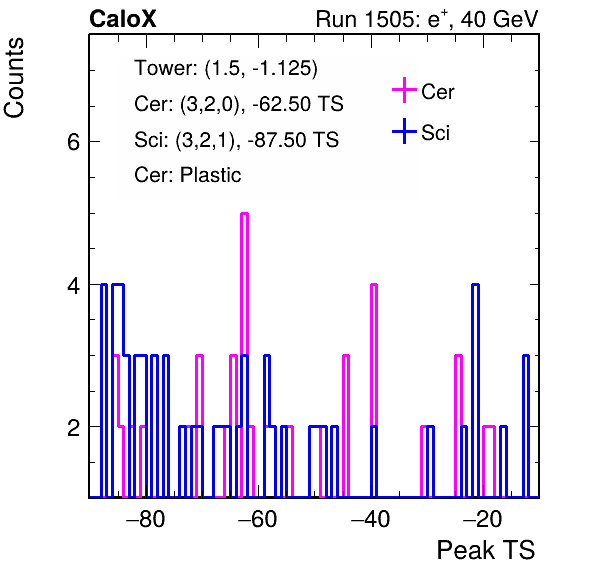 CaloX Run 1505: e⁺, 40 GeV
Counts
Tower: (1.5, -1.125)
Cer: (3,2,0), -62.50 TS
Sci: (3,2,1), -87.50 TS
Cer: Plastic
Cer
Sci
6
4
2
−80 −60 −40 −20
Peak TS